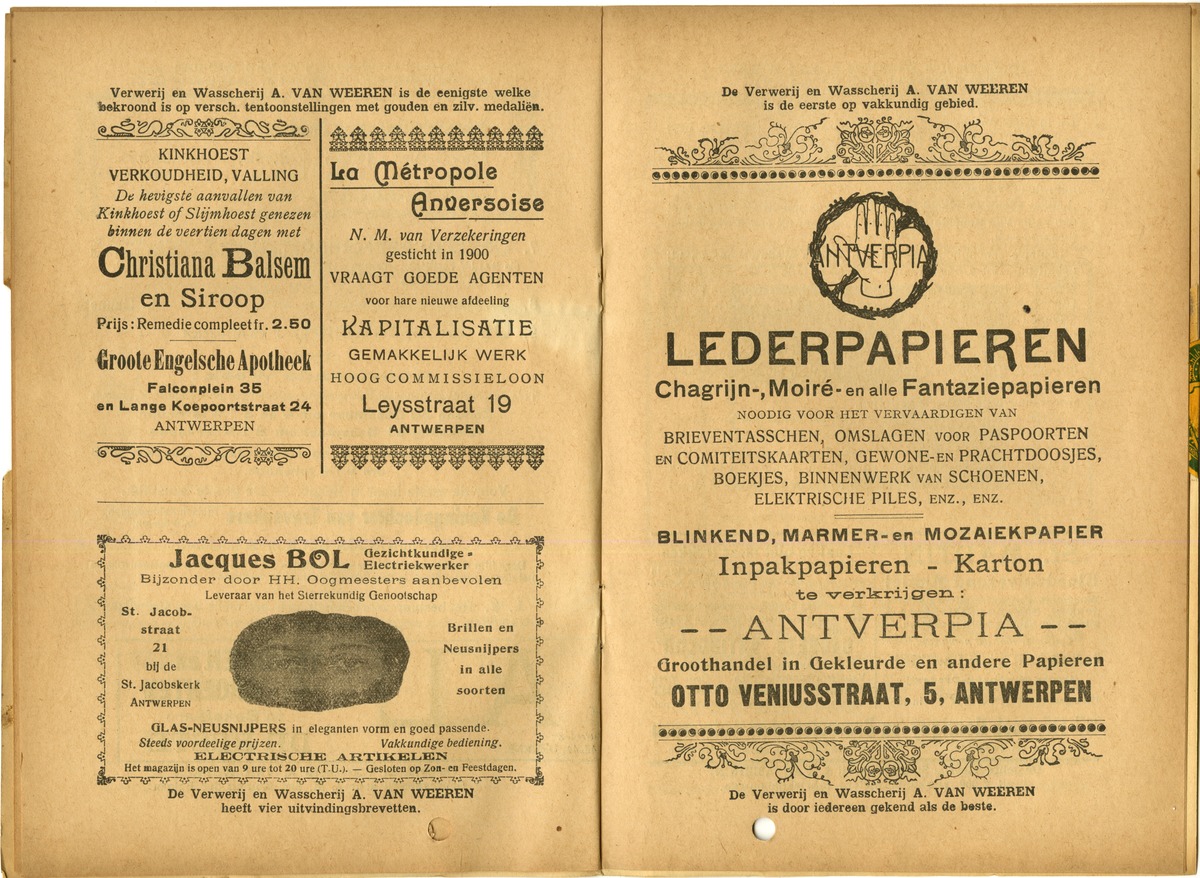 Verwerij en Wasscherij A. VAN WEEREN is de eenigste welke
bekroond is op versch. tentoonstellingen met gouden en zilv. medaliën.
KINKHOEST
VERKOUDHEID, VALLING
De hevigste aanvallen van
Kinkhoest of Slijmhoest genezen
binnen de veertien dagen met
Christiana Balsem
en Siroop
Prijs : Remedie compleet fr. 2.50
Groote Engelsche Apotheek
Falconplein 35
en Lange Koepoortstraat 24
ANTWERPEN
La Métropole
Anversoise
N. M. van Verzekeringen
gesticht in 1900
VRAAGT GOEDE AGENTEN
voor hare nieuwe afdeeling
KAPITALISATIE
GEMAKKELIJK WERK
HOOG COMMISSIELOON
Leysstraat 19
ANTWERPEN
Jacques BOL Gezichtkundige =
Electriekwerker
Bijzonder door HH. Oogmeesters aanbevolen
Leveraar van het Sterrekundig Genootschap
St. Jacob-
straat
21
bij de
St. Jacobskerk
ANTWERPEN
Brillen en
Neusnijpers
in alle
soorten
GLAS-NEUSNIJPERS in eleganten vorm en goed passende.
Steeds voordeelige prijzen. Vakkundige bediening.
ELECTRISCHE ARTIKELEN
Het magazijn is open van 9 ure tot 20 ure (T.U.). — Gesloten op Zon- en Feestdagen.
De Verwerij en Wasscherij A. VAN WEEREN
heeft vier uitvindingsbrevetten.
De Verwerij en Wasscherij A. VAN WEEREN
is de eerste op vakkundig gebied.
ANTVERPIA
LEDERPAPIEREN
Chagrijn-, Moiré- en alle Fantaziepapieren
NOODIG VOOR HET VERVAARDIGEN VAN
BRIEVENTASSCHEN, OMSLAGEN VOOR PASPOORTEN
EN COMITEITSKAARTEN, GEWONE- EN PRACHTDOOSJES,
BOEKJES, BINNENWERK VAN SCHOENEN,
ELEKTRISCHE PILES, ENZ., ENZ.
BLINKEND, MARMER- en MOZAIEKPAPIER
Inpakpapieren - Karton
te verkrijgen :
-- ANTVERPIA --
Groothandel in Gekleurde en andere Papieren
OTTO VENIUSSTRAAT, 5, ANTWERPEN
De Verwerij en Wasscherij A. VAN WEEREN
is door iedereen gekend als de beste.